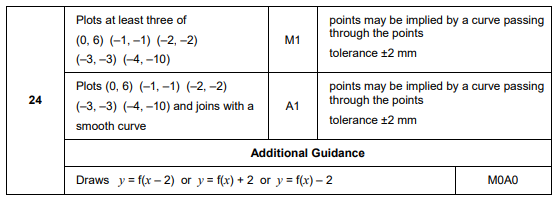 24
Plots at least three of
(0, 6) (–1, –1) (–2, –2)
(–3, –3) (–4, –10)
M1
points may be implied by a curve passing
through the points
tolerance ±2 mm
Plots (0, 6) (–1, –1) (–2, –2)
(–3, –3) (–4, –10) and joins with a
smooth curve
A1
points may be implied by a curve passing
through the points
tolerance ±2 mm
Additional Guidance
Draws y = f(x – 2) or y = f(x) + 2 or y = f(x) – 2
M0A0